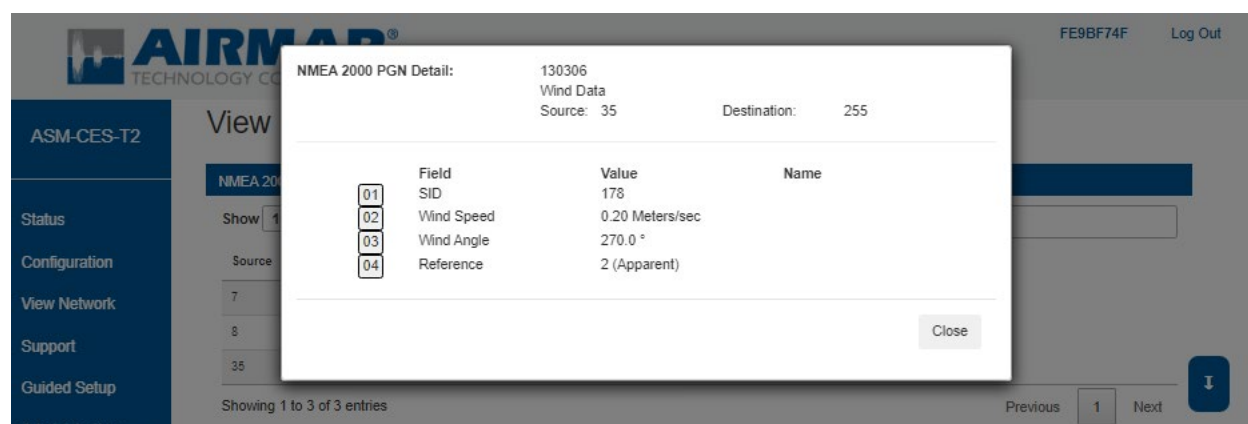 AIRMAR®
TECHNOLOGY CO
FE9BF74F Log Out
ASM-CES-T2
Status
Configuration
View Network
Support
Guided Setup
View
NMEA 20
Show 1
Source
7
8
35
Showing 1 to 3 of 3 entries
Previous 1 Next
NMEA 2000 PGN Detail: 130306
Wind Data
Source: 35 Destination: 255
Field Value Name
01 SID 178
02 Wind Speed 0.20 Meters/sec
03 Wind Angle 270.0 °
04 Reference 2 (Apparent)
Close